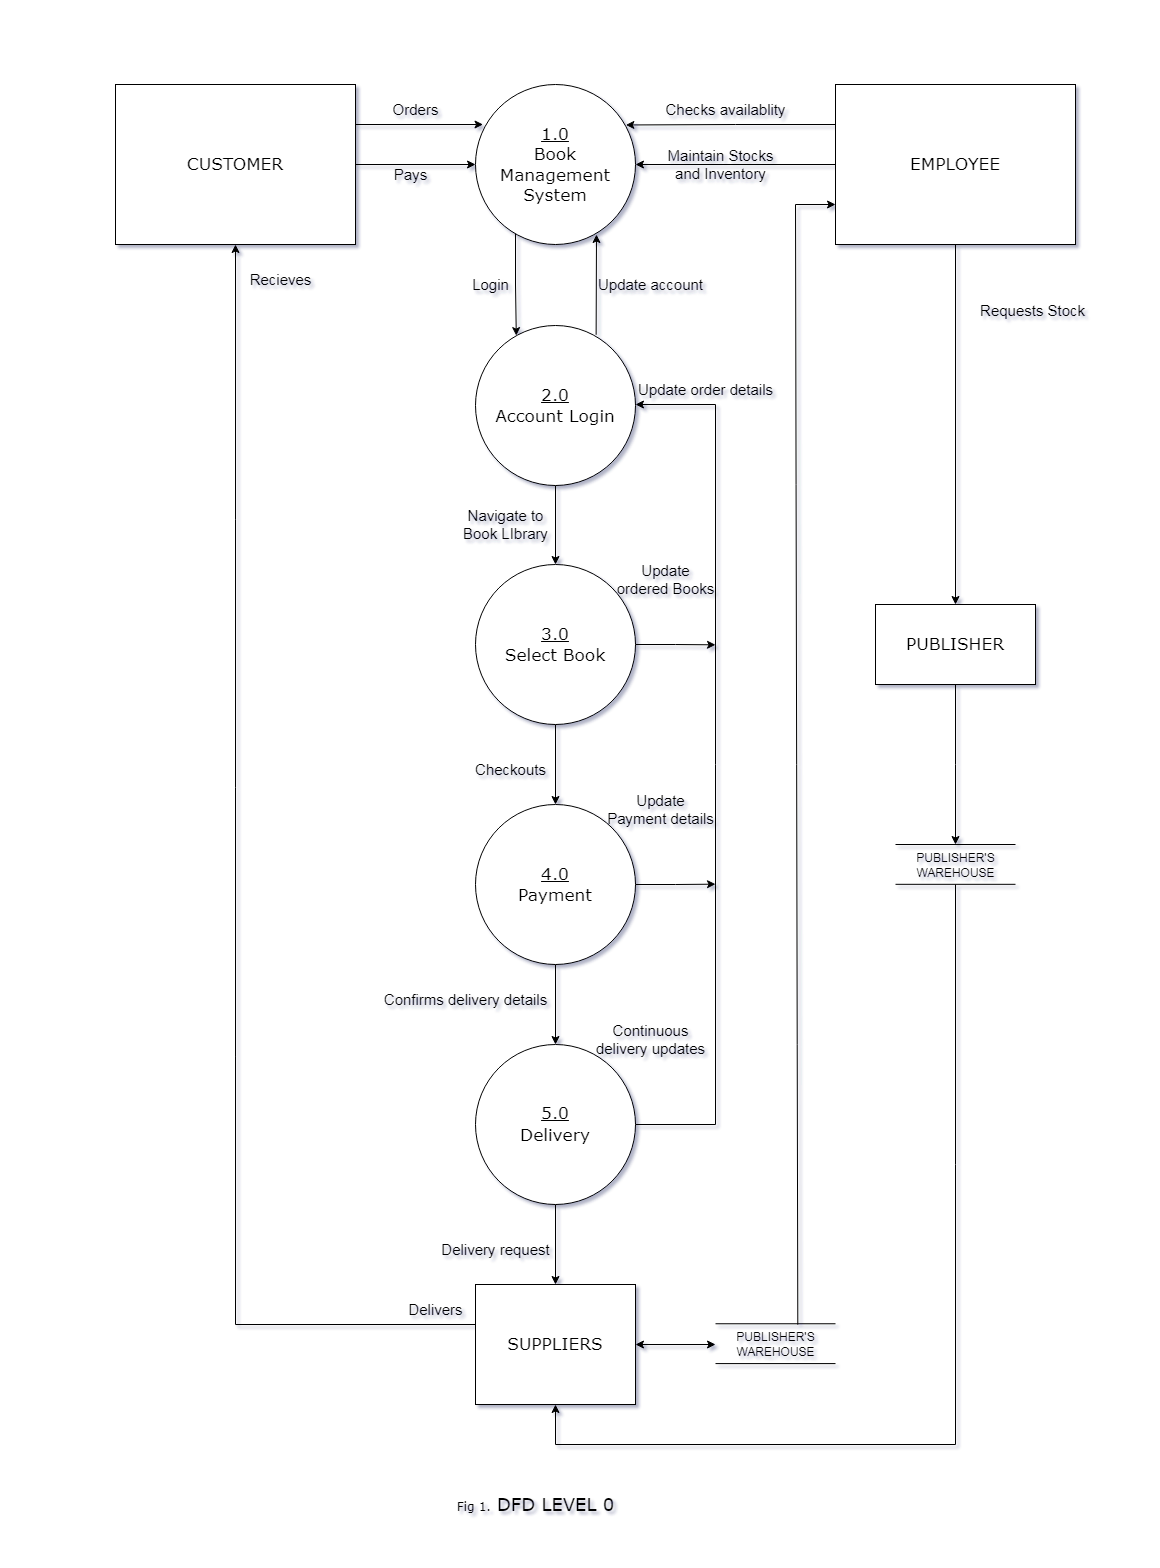 Orders
Checks availablity
CUSTOMER
1.0
Book
Management
System
EMPLOYEE
Pays
Maintain Stocks
and Inventory
Recieves
Login
Update account
Requests Stock
2.0
Account Login
Update order details
Navigate to
Book LIbrary
Update
ordered Books
3.0
Select Book
PUBLISHER
Checkouts
Update
Payment details
4.0
Payment
PUBLISHER'S
WAREHOUSE
Confirms delivery details
Continuous
delivery updates
5.0
Delivery
Delivery request
Delivers
SUPPLIERS
PUBLISHER'S
WAREHOUSE
Fig 1. DFD LEVEL 0